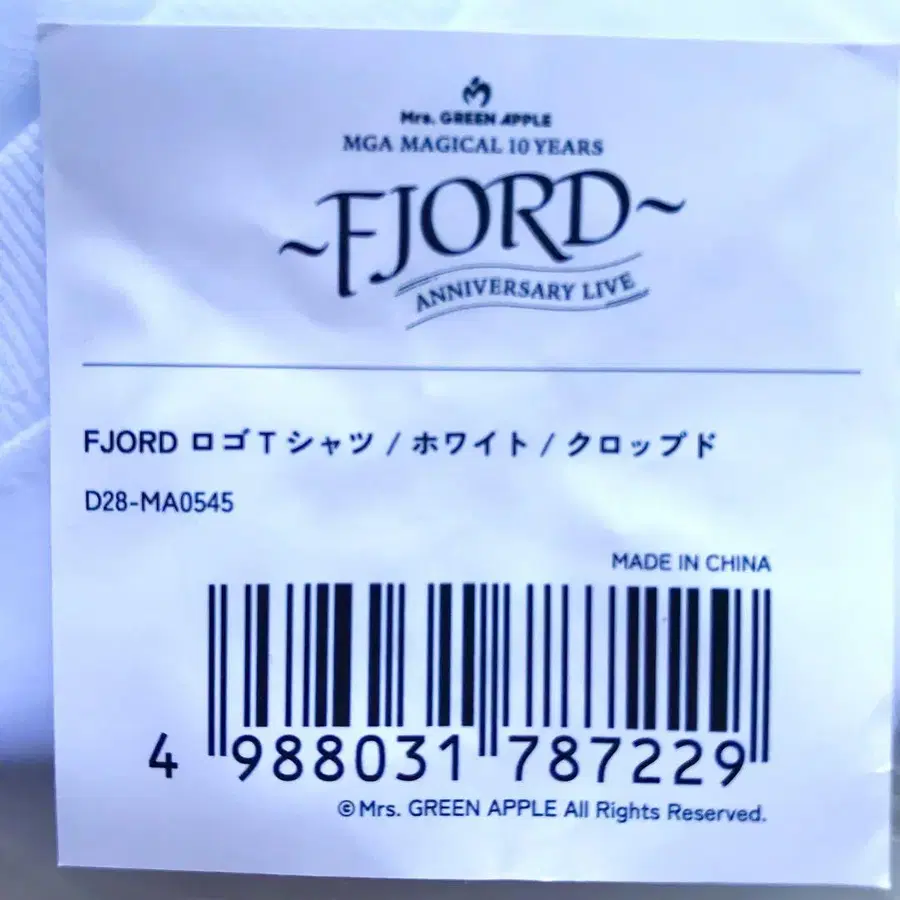 Mrs. GREEN APPLE
MGA MAGICAL 10 YEARS
~FJORD~
ANNIVERSARY LIVE
FJORD ロゴTシャツ / ホワイト / クロップド
D28-MA0545
MADE IN CHINA
4 988031 787229
©Mrs. GREEN APPLE All Rights Reserved.